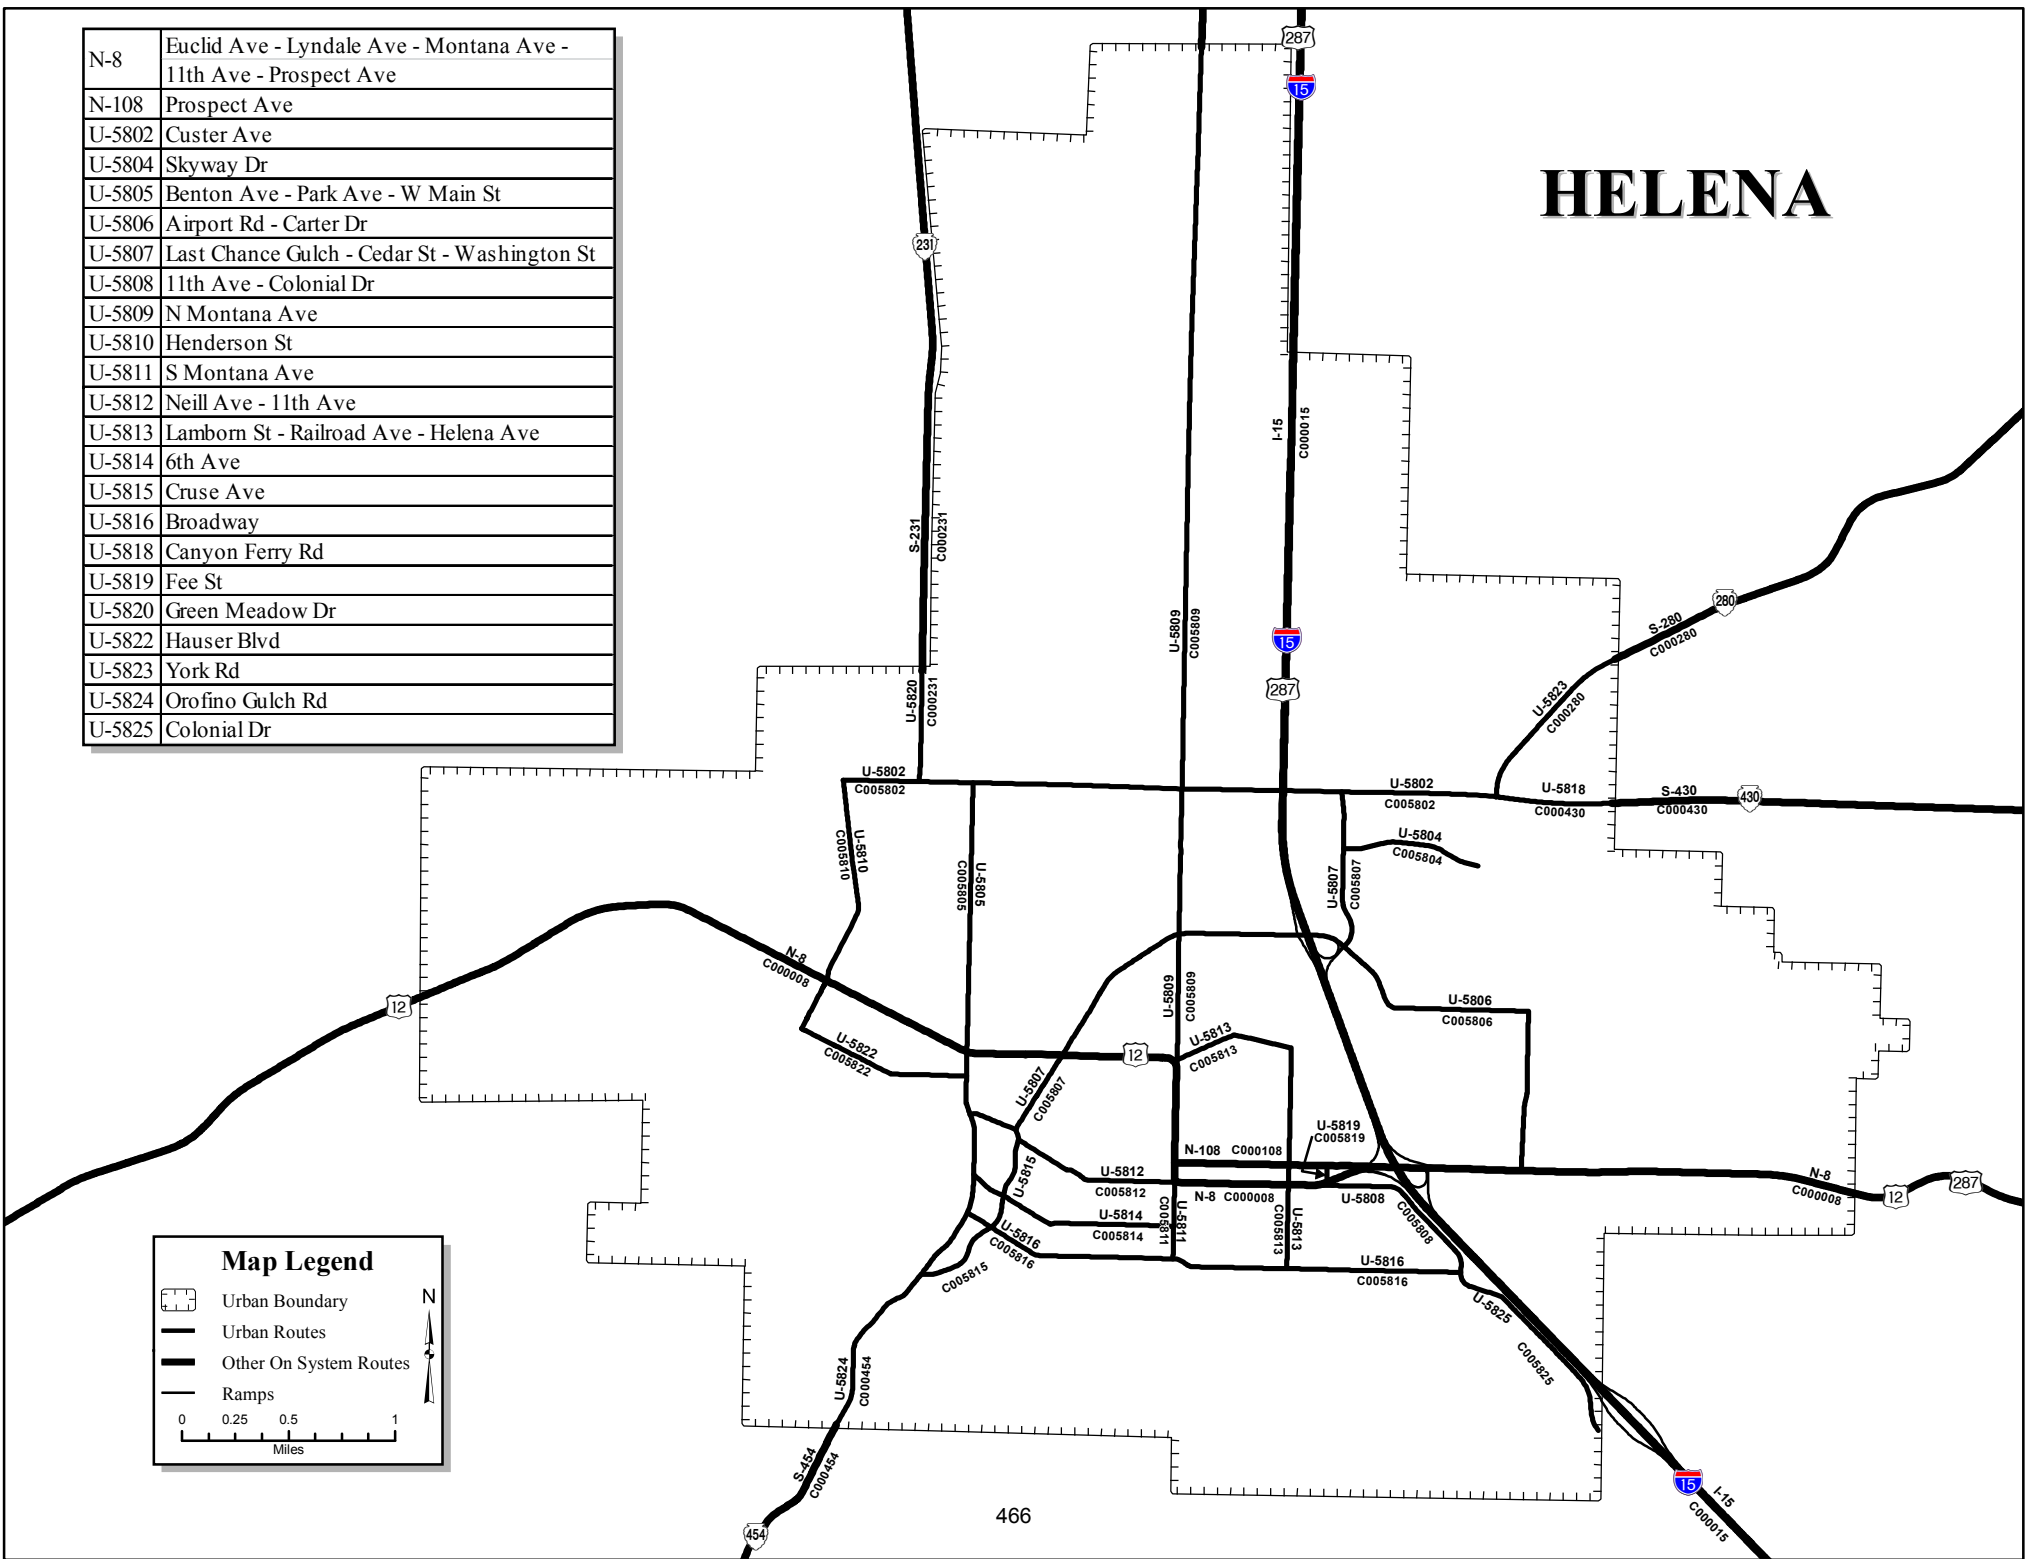 N-8 Euclid Ave - Lyndale Ave - Montana Ave -
11th Ave - Prospect Ave
N-108 Prospect Ave
U-5802 Custer Ave
U-5804 Skyway Dr
U-5805 Benton Ave - Park Ave - W Main St
U-5806 Airport Rd - Carter Dr
U-5807 Last Chance Gulch - Cedar St - Washington St
U-5808 11th Ave - Colonial Dr
U-5809 N Montana Ave
U-5810 Henderson St
U-5811 S Montana Ave
U-5812 Neill Ave - 11th Ave
U-5813 Lamborn St - Railroad Ave - Helena Ave
U-5814 6th Ave
U-5815 Cruse Ave
U-5816 Broadway
U-5818 Canyon Ferry Rd
U-5819 Fee St
U-5820 Green Meadow Dr
U-5822 Hauser Blvd
U-5823 York Rd
U-5824 Orofino Gulch Rd
U-5825 Colonial Dr
HELENA
287
15
231
I-15
C000015
S-231
C000231
U-5809
C005809
15
287
280
S-280
C000280
U-5823
C000280
U-5820
C000231
U-5802
C005802
U-5802
C005802
U-5818
C000430
S-430
C000430
430
U-5804
C005804
U-5810
C005810
U-5805
C005805
U-5807
C005807
N-8
C000008
12
U-5809
C005809
U-5806
C005806
U-5822
C005822
12
U-5813
C005813
U-5807
C005807
U-5819
C005819
N-108 C000108
U-5812
C005812
U-5815
N-8 C000008
U-5808
C005808
N-8
C000008
12
287
U-5814
C005814
U-5811
C005811
U-5813
C005813
U-5816
C005816
U-5816
C005816
C005815
U-5825
C005825
U-5824
C000454
S-454
C000454
454
15
I-15
C000015
Map Legend
Urban Boundary
Urban Routes
Other On System Routes
Ramps
N
0 0.25 0.5 1
Miles
466